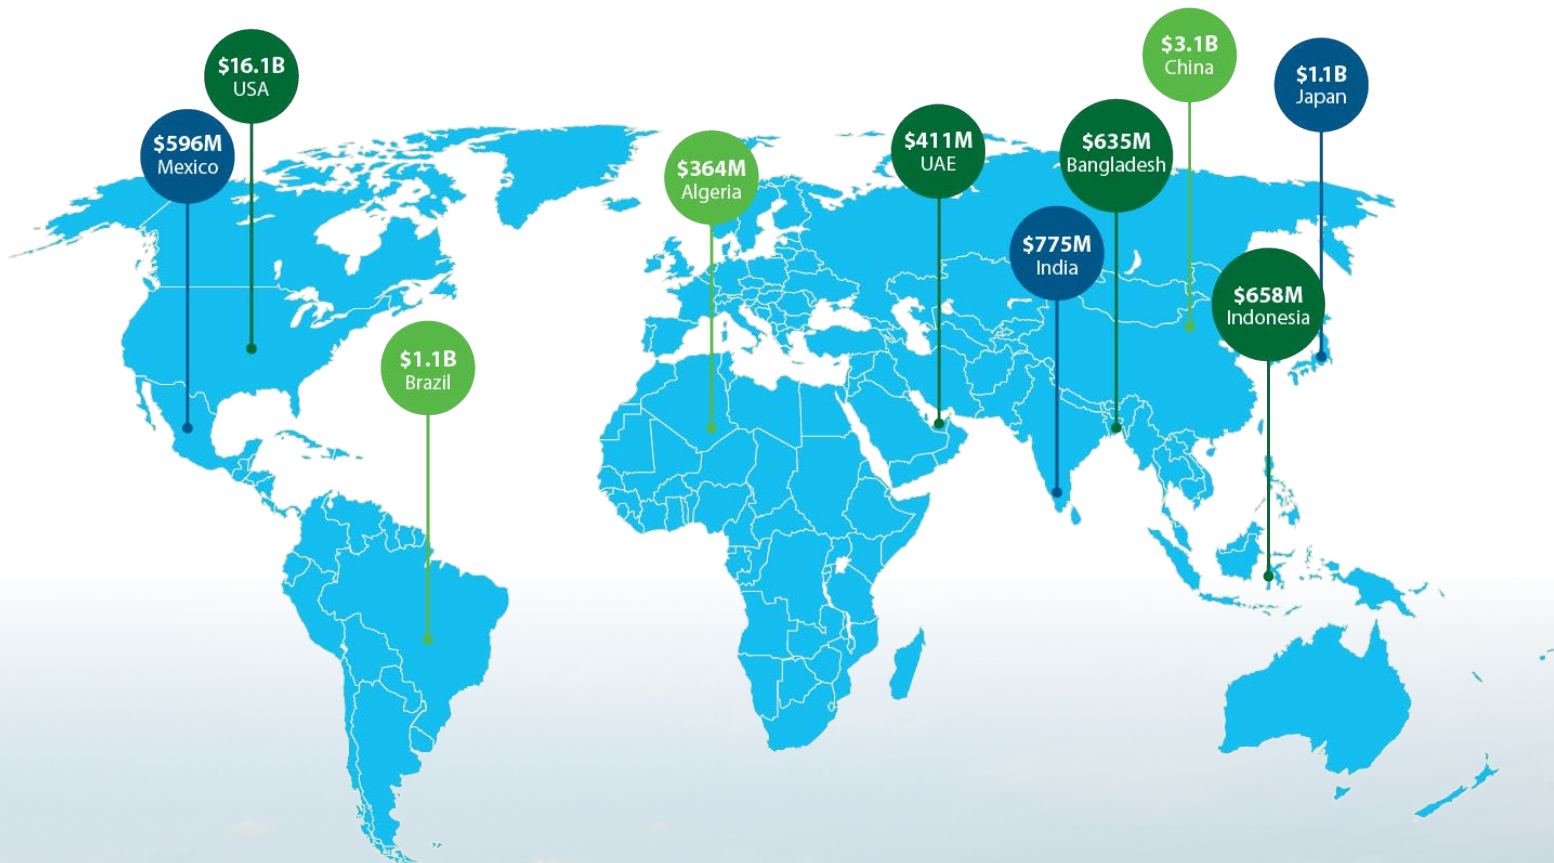 $16.1B
USA
$596M
Mexico
$1.1B
Brazil
$364M
Algeria
$411M
UAE
$635M
Bangladesh
$775M
India
$3.1B
China
$1.1B
Japan
$658M
Indonesia